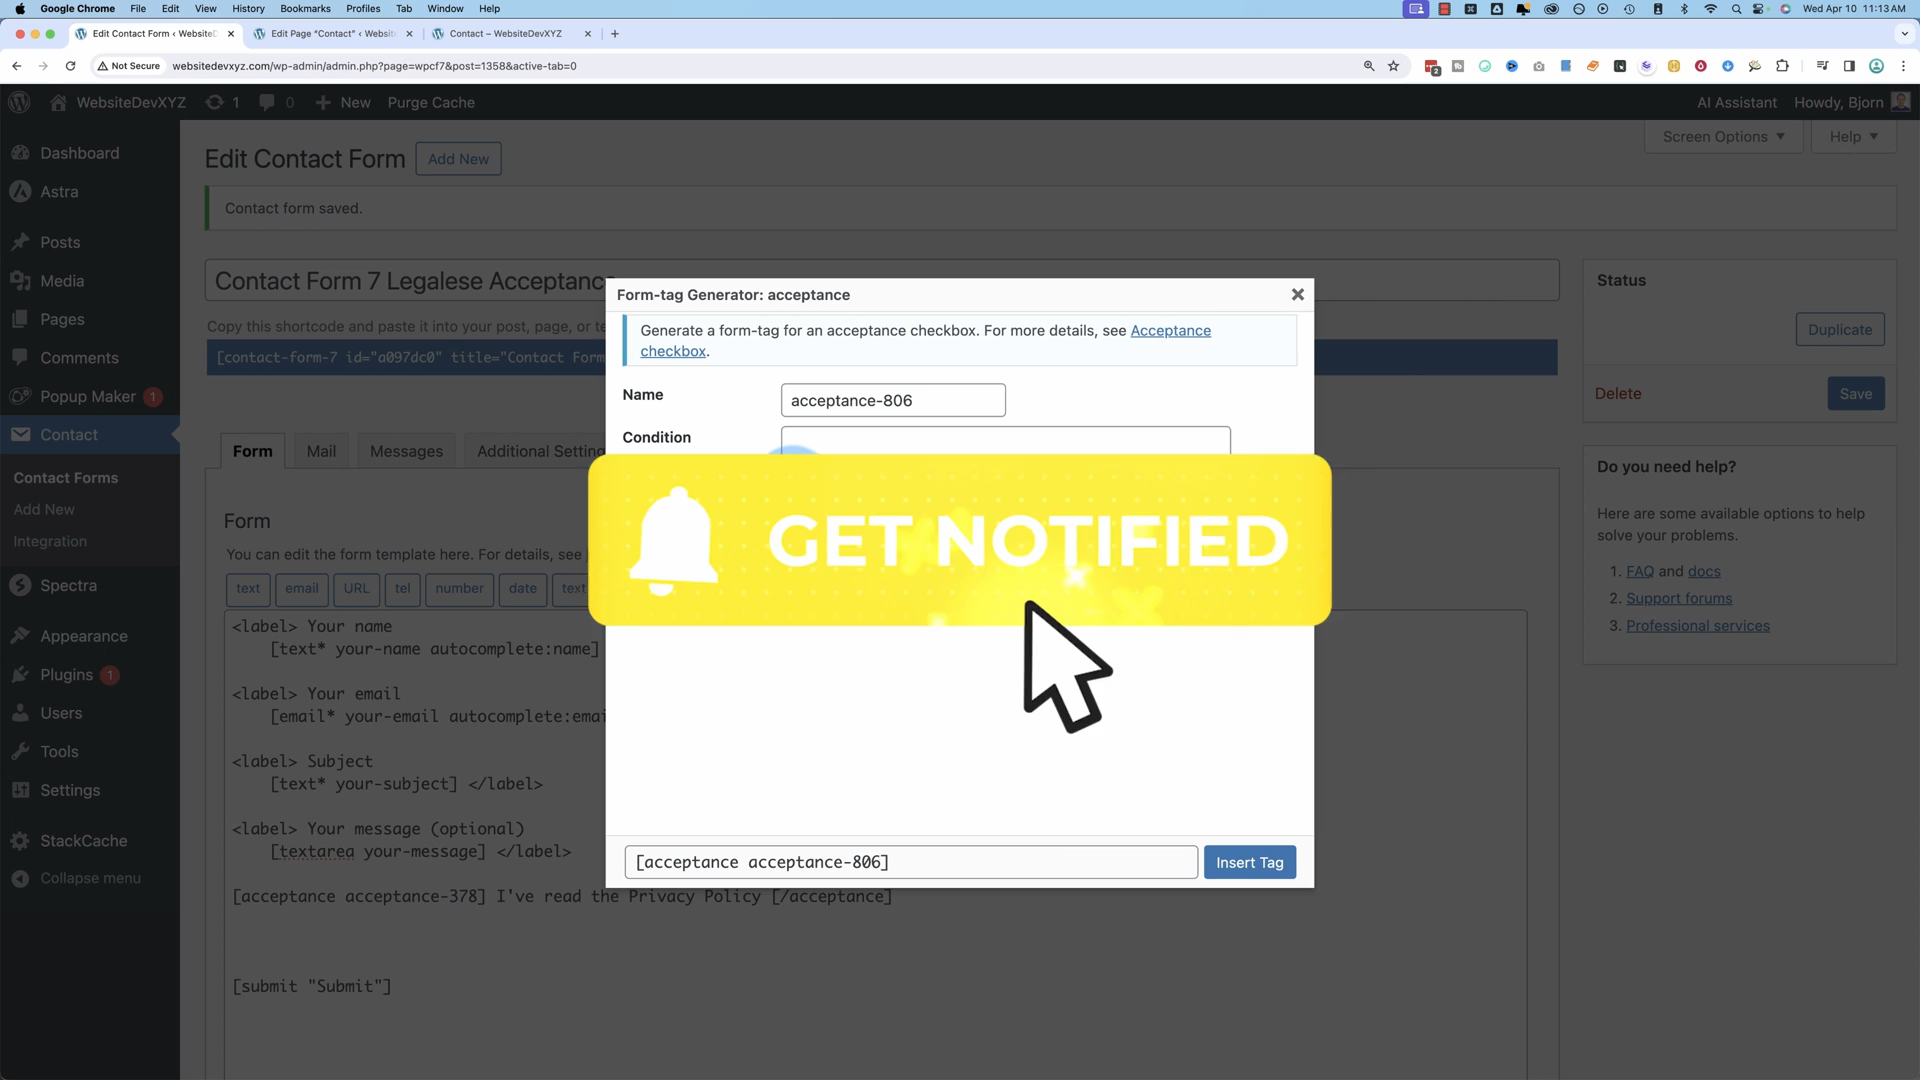 Google Chrome File Edit View History Bookmarks Profiles Tab Window Help
Wed Apr 10 11:13 AM
Edit Contact Form ‹ WebsiteD
Edit Page “Contact” ‹ Websit
Contact – WebsiteDevXYZ
Not Secure websitedevxyz.com/wp-admin/admin.php?page=wpcf7&post=1358&active-tab=0
2
WebsiteDevXYZ 1 0 New Purge Cache
AI Assistant Howdy, Bjorn
Dashboard
Astra
Posts
Media
Pages
Comments
Popup Maker 1
Contact
Contact Forms
Add New
Integration
Spectra
Appearance
Plugins 1
Users
Tools
Settings
StackCache
Collapse menu
Screen Options Help
Edit Contact Form Add New
Contact form saved.
Contact Form 7 Legalese Acceptance
Copy this shortcode and paste it into your post, page, or
[contact-form-7 id="a097dc0" title="Contact Form
Form Mail Messages Additional
Form
You can edit the form template here. For details, see
text email URL tel number date text
<label> Your name
[text* your-name autocomplete:name]
<label> Your email
[email* your-email autocomplete:emai
<label> Subject
[text* your-subject] </label>
<label> Your message (optional)
[textarea your-message] </label>
[acceptance acceptance-378] I've read the Privacy Policy [/acceptance]
[submit "Submit"]
Form-tag Generator: acceptance
Generate a form-tag for an acceptance checkbox. For more details, see Acceptance
checkbox.
Name acceptance-806
Condition
GET NOTIFIED
[acceptance acceptance-806] Insert Tag
Status
Duplicate
Delete Save
Do you need help?
Here are some available options to help
solve your problems.
1. FAQ and docs
2. Support forums
3. Professional services